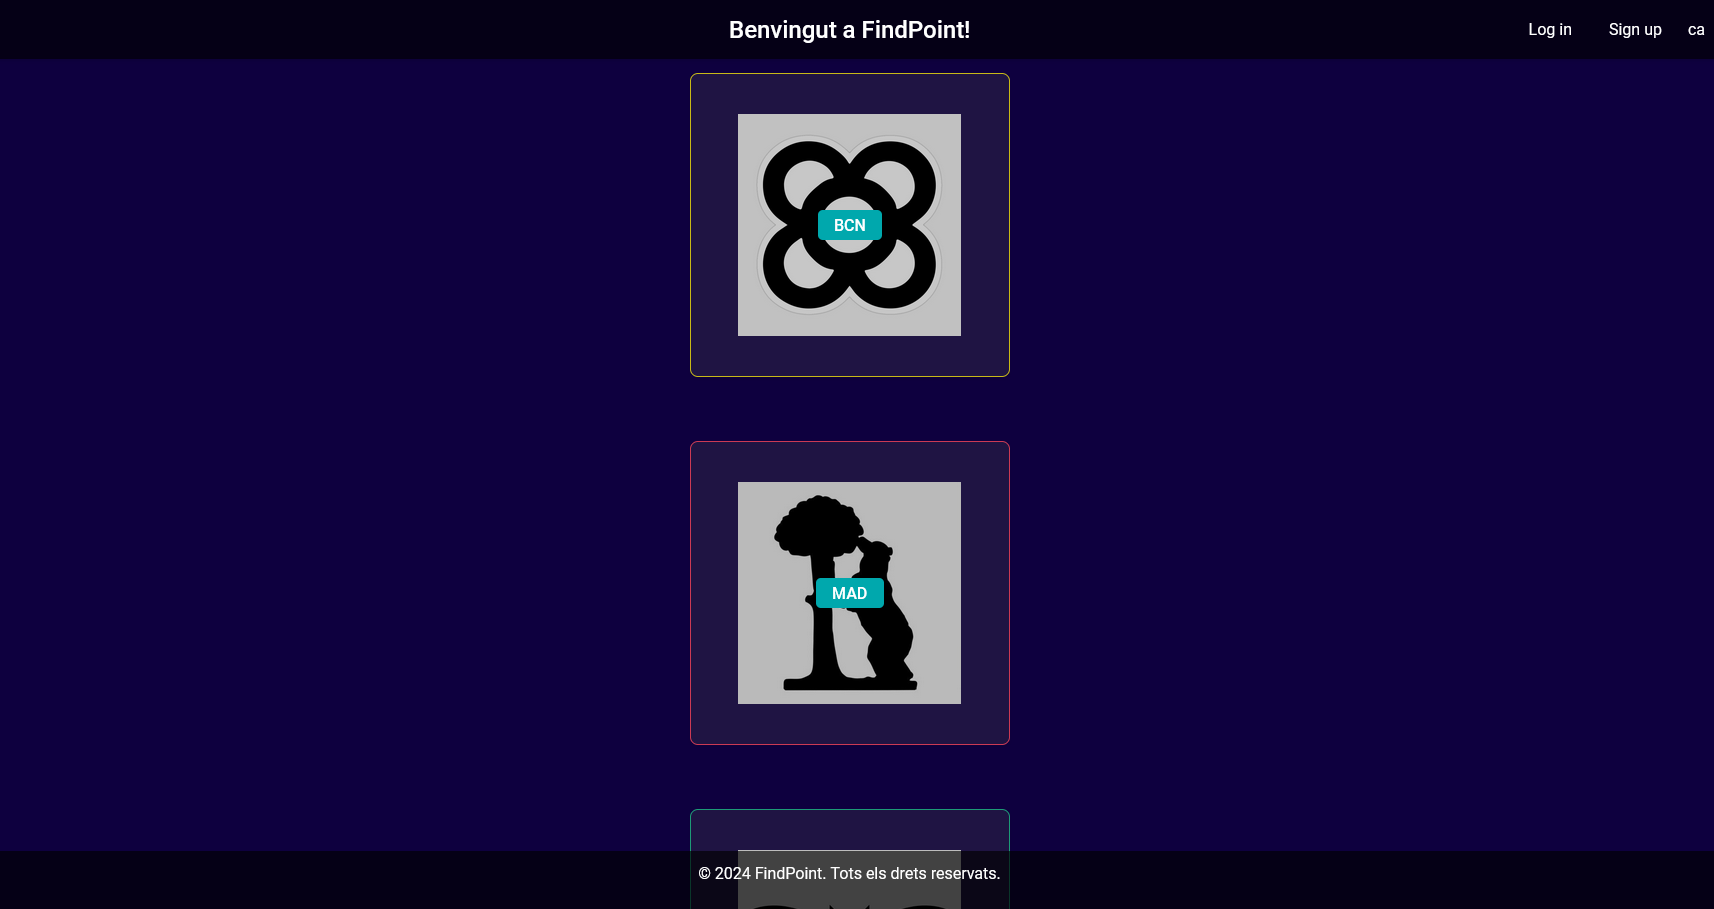 Benvingut a FindPoint!
Log in
Sign up
ca
BCN
MAD
© 2024 FindPoint. Tots els drets reservats.